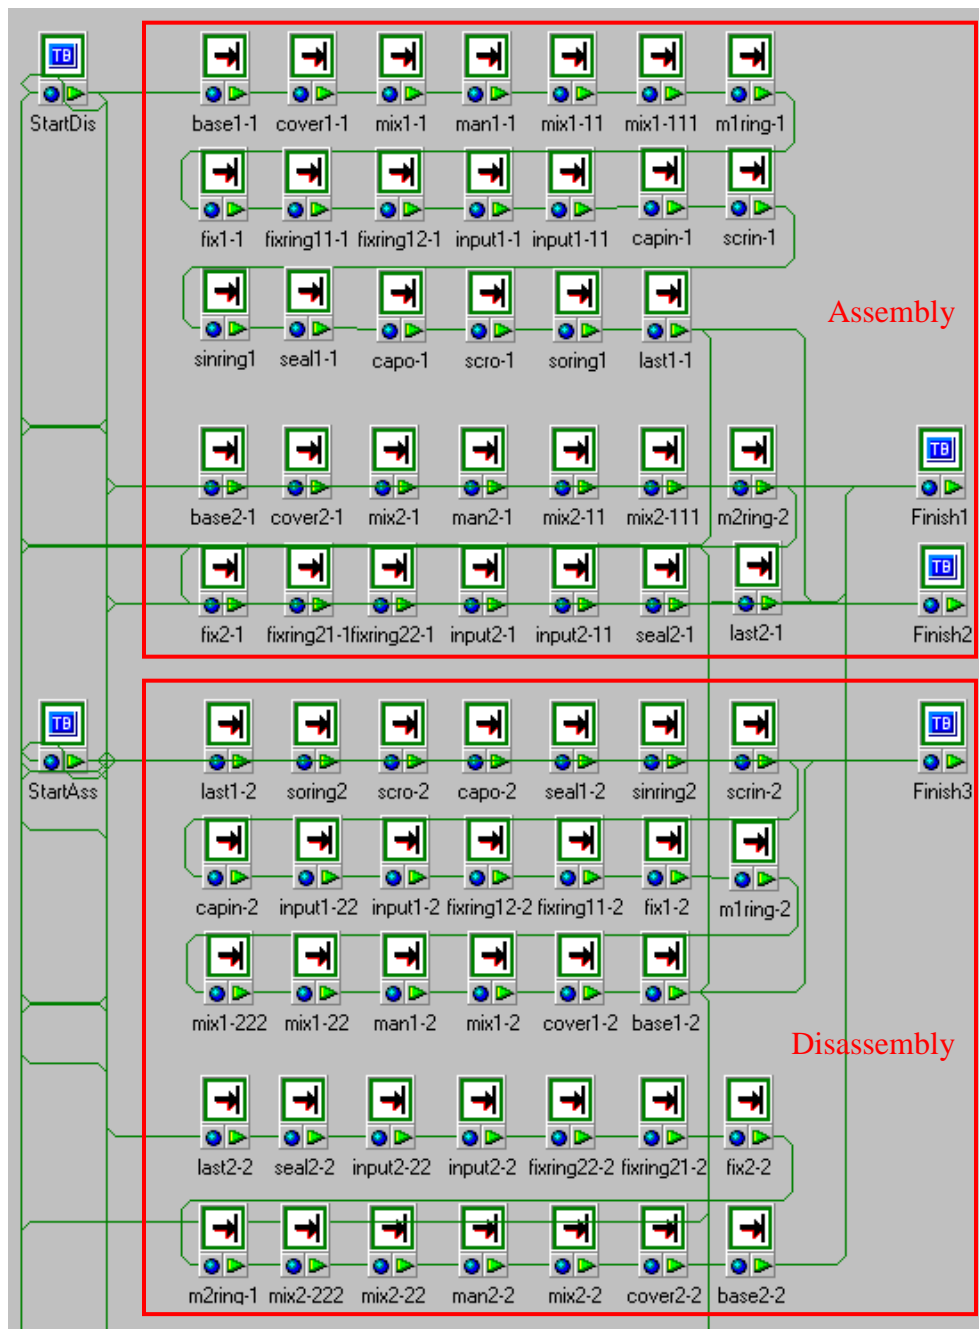 TB
StartDis base1-1 cover1-1 mix1-1 man1-1 mix1-11 mix1-111 m1ring-1
fix1-1 fixring11-1 fixring12-1 input1-1 input1-11 capin-1 scrin-1
Assembly
sinring1 seal1-1 capo-1 scro-1 soring1 last1-1
TB
base2-1 cover2-1 mix2-1 man2-1 mix2-11 mix2-111 m2ring-2 Finish1
TB
fix2-1 fixring21-1 fixring22-1 input2-1 input2-11 seal2-1 last2-1 Finish2
TB TB
StartAss last1-2 soring2 scro-2 capo-2 seal1-2 sinring2 scrin-2 Finish3
capin-2 input1-22 input1-2 fixring12-2 fixring11-2 fix1-2 m1ring-2
mix1-222 mix1-22 man1-2 mix1-2 cover1-2 base1-2
Disassembly
last2-2 seal2-2 input2-22 input2-2 fixring22-2 fixring21-2 fix2-2
m2ring-1 mix2-222 mix2-22 man2-2 mix2-2 cover2-2 base2-2